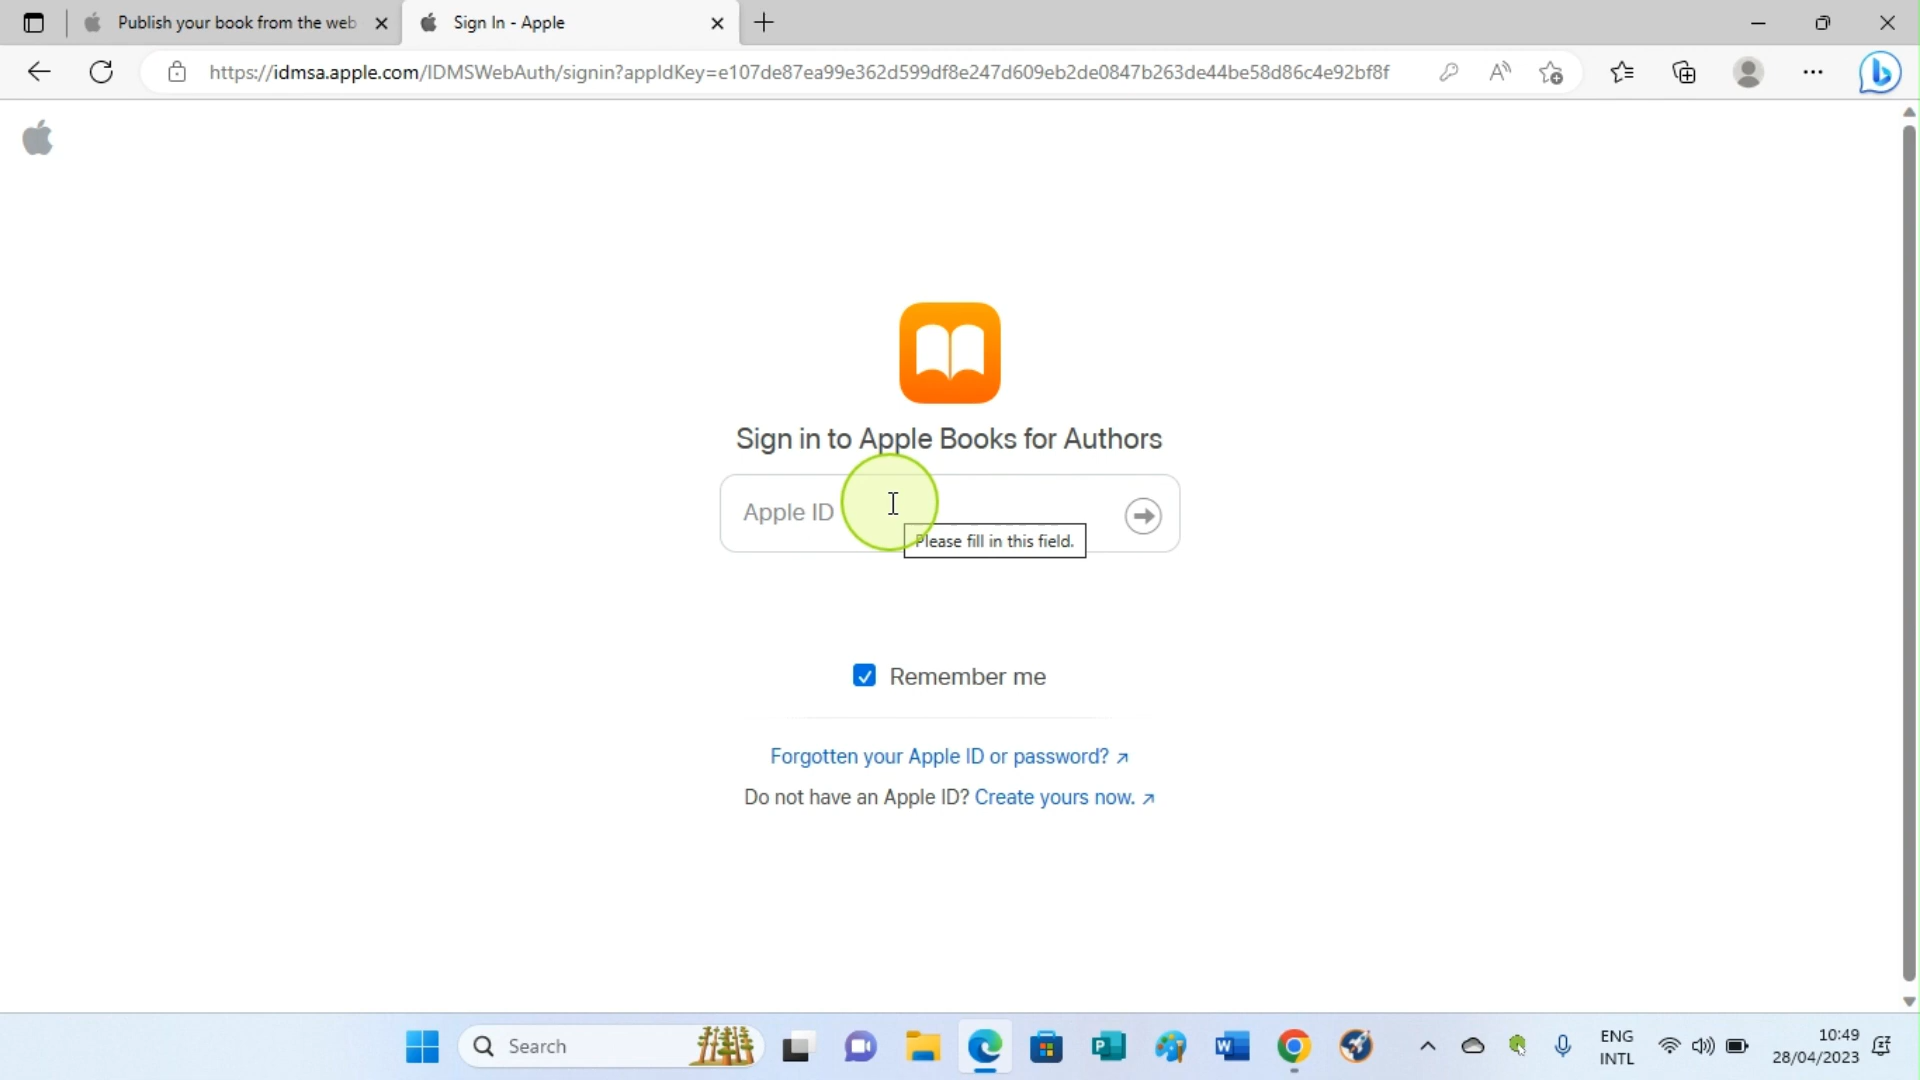 Publish your book from the web
Sign In - Apple
https://idmsa.apple.com/IDMSWebAuth/signin?appIdKey=e107de87ea99e362d599df8e247d609eb2de0847b263de44be58d86c4e92bf8f
Sign in to Apple Books for Authors
Apple ID
Please fill in this field.
Remember me
Forgotten your Apple ID or password? ↗
Do not have an Apple ID? Create yours now. ↗
Search
ENG
INTL
10:49
28/04/2023